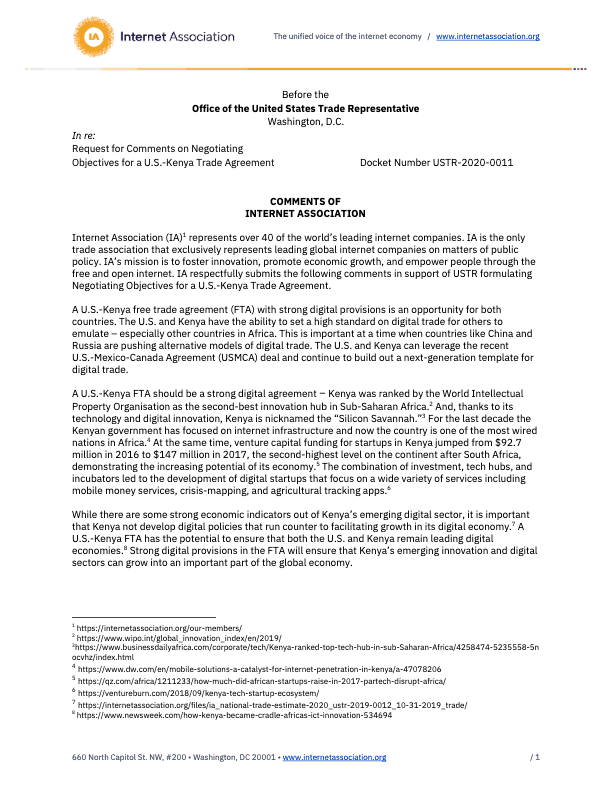 IA Internet Association
The unified voice of the internet economy / www.internetassociation.org
Before the
Office of the United States Trade Representative
Washington, D.C.
In re:
Request for Comments on Negotiating
Objectives for a U.S.-Kenya Trade Agreement Docket Number USTR-2020-0011
COMMENTS OF
INTERNET ASSOCIATION
Internet Association (IA)1 represents over 40 of the world's leading internet companies. IA is the only
trade association that exclusively represents leading global internet companies on matters of public
policy. IA's mission is to foster innovation, promote economic growth, and empower people through the
free and open internet. IA respectfully submits the following comments in support of USTR formulating
Negotiating Objectives for a U.S.-Kenya Trade Agreement.
A U.S.-Kenya free trade agreement (FTA) with strong digital provisions is an opportunity for both
countries. The U.S. and Kenya have the ability to set a high standard on digital trade for others to
emulate – especially other countries in Africa. This is important at a time when countries like China and
Russia are pushing alternative models of digital trade. The U.S. and Kenya can leverage the recent
U.S.-Mexico-Canada Agreement (USMCA) deal and continue to build out a next-generation template for
digital trade.
A U.S.-Kenya FTA should be a strong digital agreement – Kenya was ranked by the World Intellectual
Property Organisation as the second-best innovation hub in Sub-Saharan Africa.2 And, thanks to its
technology and digital innovation, Kenya is nicknamed the "Silicon Savannah."3 For the last decade the
Kenyan government has focused on internet infrastructure and now the country is one of the most wired
nations in Africa.4 At the same time, venture capital funding for startups in Kenya jumped from $92.7
million in 2016 to $147 million in 2017, the second-highest level on the continent after South Africa,
demonstrating the increasing potential of its economy.5 The combination of investment, tech hubs, and
incubators led to the development of digital startups that focus on a wide variety of services including
mobile money services, crisis-mapping, and agricultural tracking apps.6
While there are some strong economic indicators out of Kenya's emerging digital sector, it is important
that Kenya not develop digital policies that run counter to facilitating growth in its digital economy.7 A
U.S.-Kenya FTA has the potential to ensure that both the U.S. and Kenya remain leading digital
economies.8 Strong digital provisions in the FTA will ensure that Kenya's emerging innovation and digital
sectors can grow into an important part of the global economy.
1 https://internetassociation.org/our-members/
2 https://www.wipo.int/global_innovation_index/en/2019/
3https://www.businessdailyafrica.com/corporate/tech/Kenya-ranked-top-tech-hub-in-sub-Saharan-Africa/4258474-5235558-5n
ocvhz/index.html
4 https://www.dw.com/en/mobile-solutions-a-catalyst-for-internet-penetration-in-kenya/a-47078206
5 https://qz.com/africa/1211233/how-much-did-african-startups-raise-in-2017-partech-disrupt-africa/
6 https://ventureburn.com/2018/09/kenya-tech-startup-ecosystem/
7 https://internetassociation.org/files/ia_national-trade-estimate-2020_ustr-2019-0012_10-31-2019_trade/
8 https://www.newsweek.com/how-kenya-became-cradle-africas-ict-innovation-534694
660 North Capitol St. NW, #200 • Washington, DC 20001 • www.internetassociation.org / 1